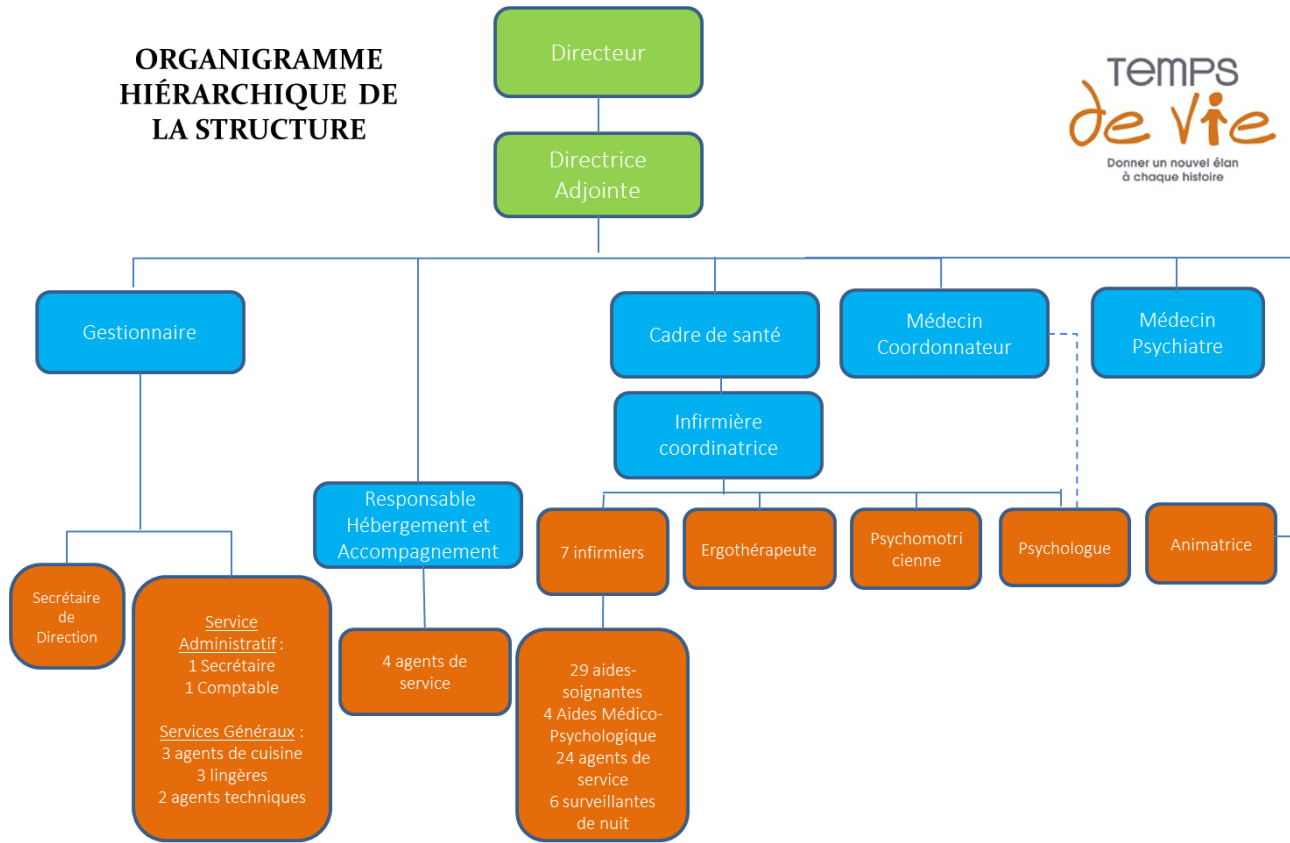 ORGANIGRAMME
HIÉRARCHIQUE DE
LA STRUCTURE
Directeur
TEMPS
de vie
Donner un nouvel élan
à chaque histoire
Directrice
Adjointe
Gestionnaire
Cadre de santé
Médecin
Coordonnateur
Médecin
Psychiatre
Infirmière
coordinatrice
Responsable
Hébergement et
Accompagnement
7 infirmiers
Ergothérapeute
Psychomotri
cienne
Psychologue
Animatrice
Secrétaire
de
Direction
Service
Administratif :
1 Secrétaire
1 Comptable
Services Généraux :
3 agents de cuisine
3 lingères
2 agents techniques
4 agents de
service
29 aides-
soignantes
4 Aides Médico-
Psychologique
24 agents de
service
6 surveillantes
de nuit